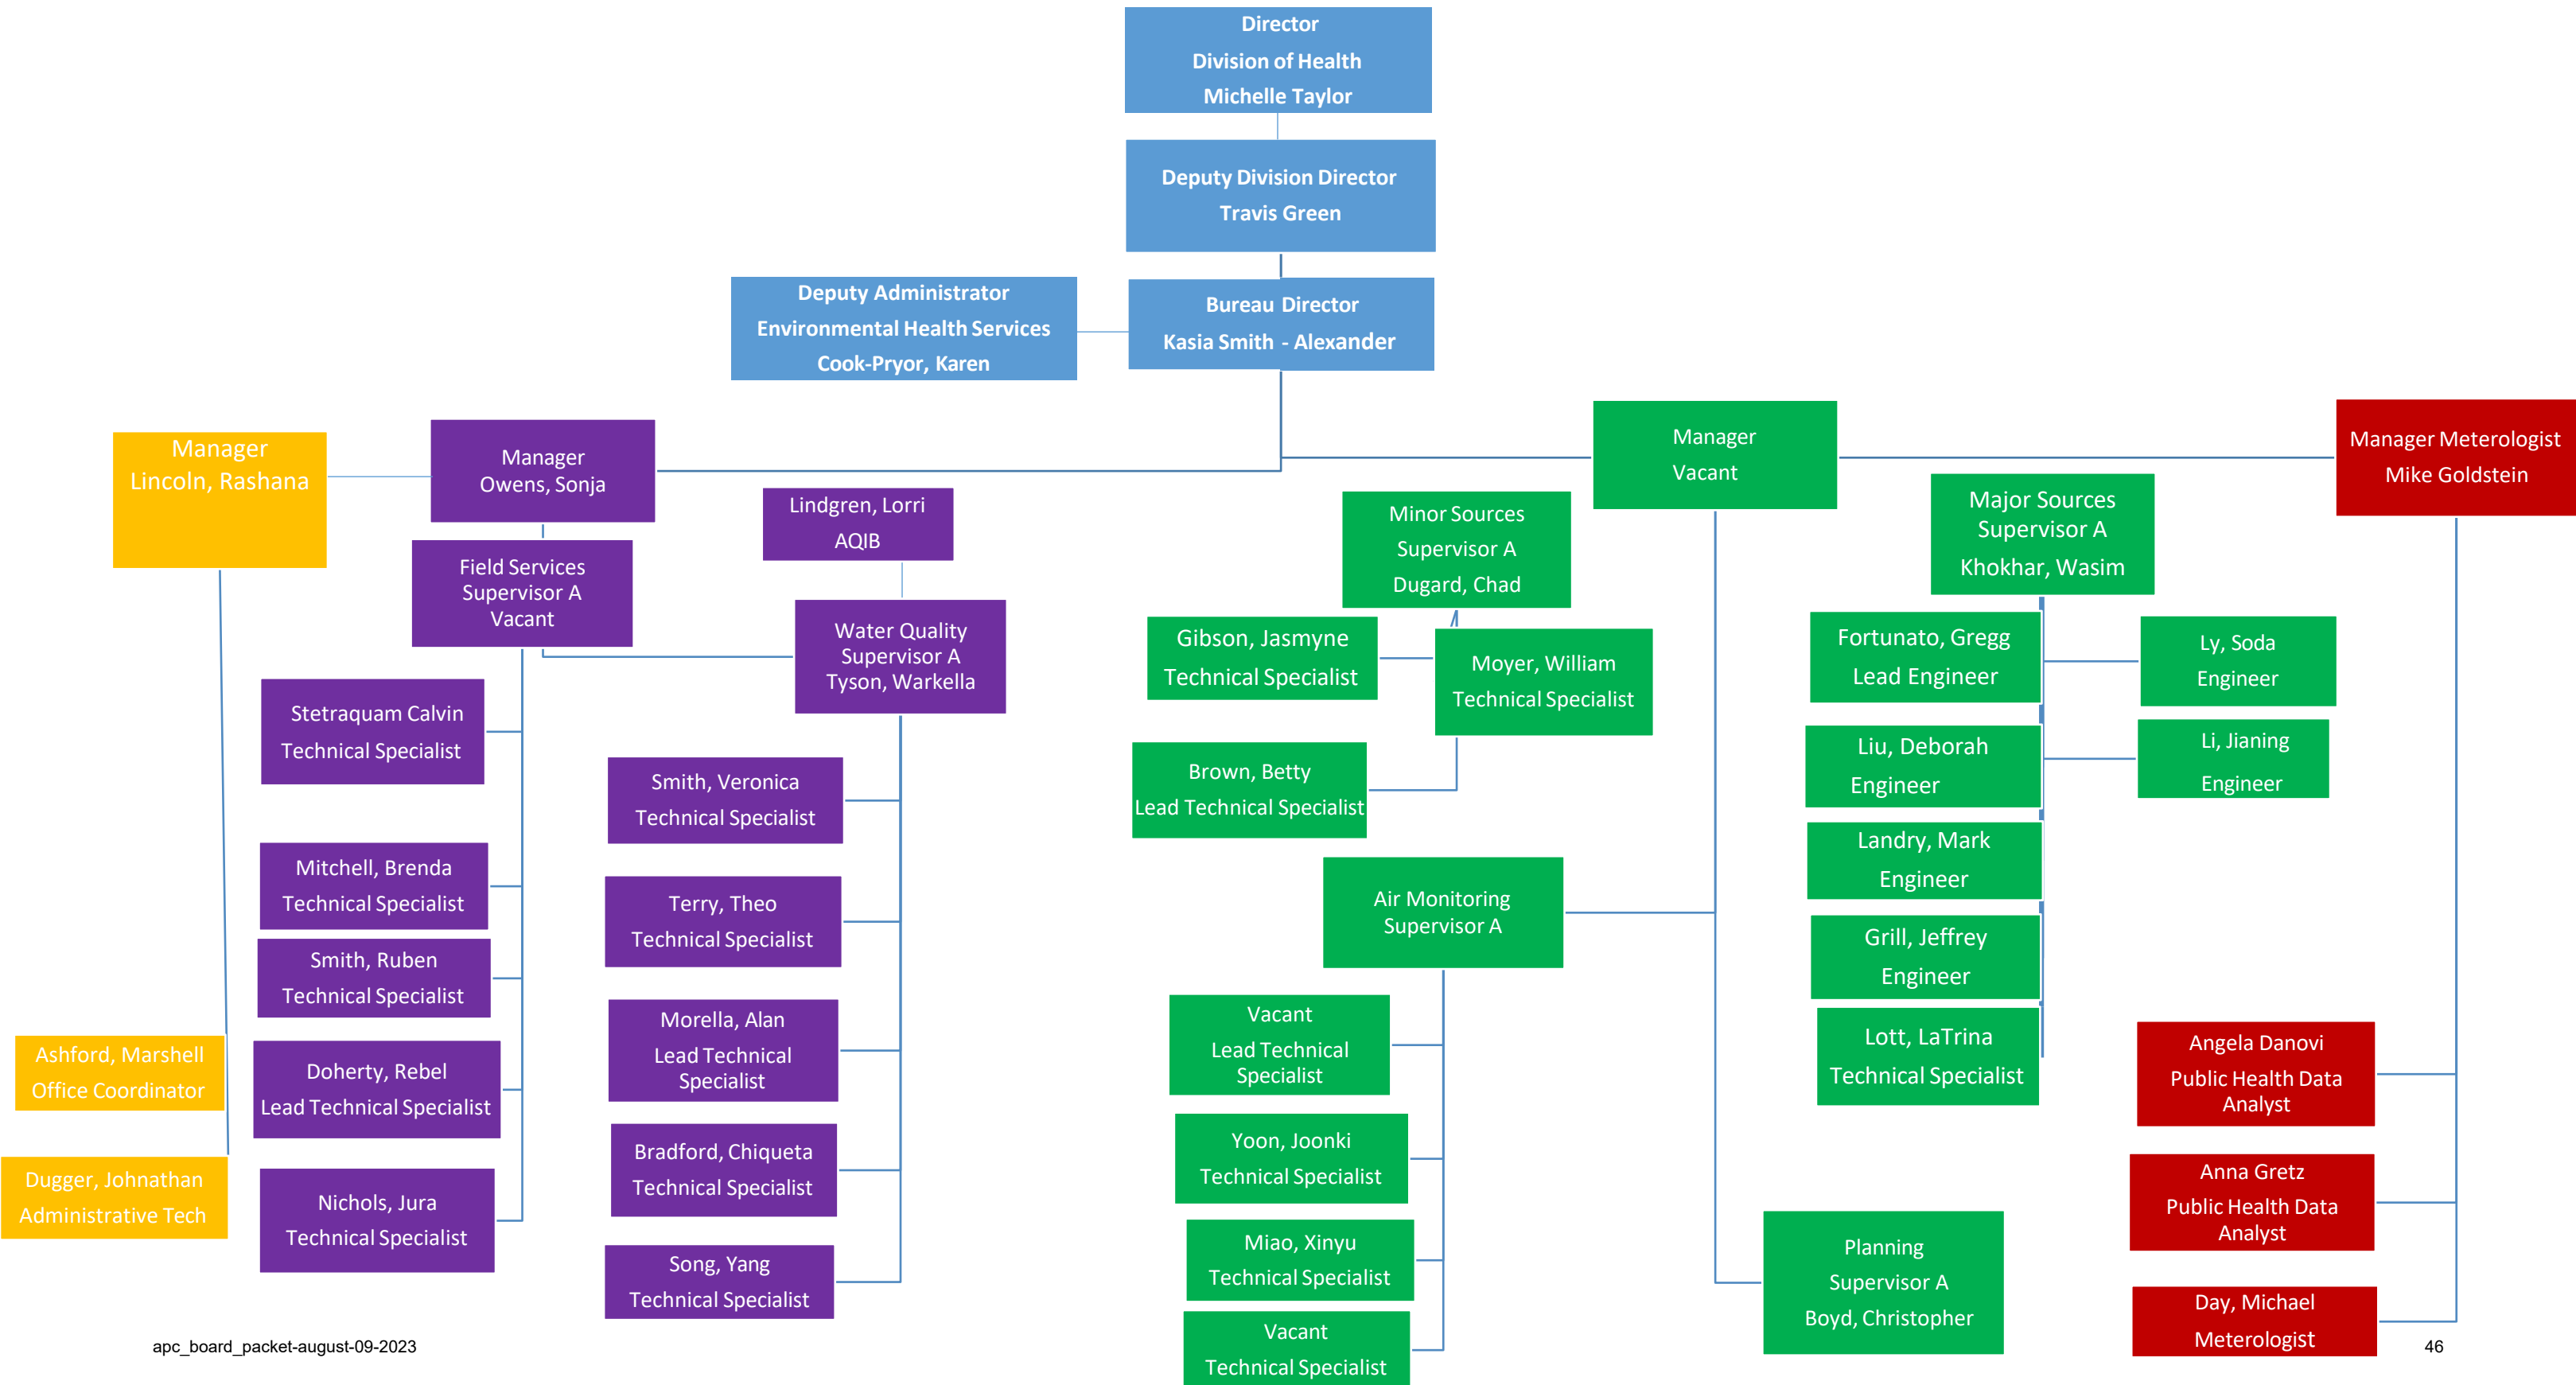 Director
Division of Health
Michelle Taylor
Deputy Division Director
Travis Green
Deputy Administrator
Environmental Health Services
Cook-Pryor, Karen
Bureau Director
Kasia Smith - Alexander
Manager
Lincoln, Rashana
Manager
Owens, Sonja
Lindgren, Lorri
AQIB
Field Services
Supervisor A
Vacant
Water Quality
Supervisor A
Tyson, Warkella
Stetraquam Calvin
Technical Specialist
Mitchell, Brenda
Technical Specialist
Smith, Ruben
Technical Specialist
Doherty, Rebel
Lead Technical Specialist
Nichols, Jura
Technical Specialist
Ashford, Marshell
Office Coordinator
Dugger, Johnathan
Administrative Tech
Smith, Veronica
Technical Specialist
Terry, Theo
Technical Specialist
Morella, Alan
Lead Technical
Specialist
Bradford, Chiqueta
Technical Specialist
Song, Yang
Technical Specialist
Manager
Vacant
Minor Sources
Supervisor A
Dugard, Chad
Gibson, Jasmyne
Technical Specialist
Moyer, William
Technical Specialist
Brown, Betty
Lead Technical Specialist
Air Monitoring
Supervisor A
Vacant
Lead Technical
Specialist
Yoon, Joonki
Technical Specialist
Miao, Xinyu
Technical Specialist
Vacant
Technical Specialist
Major Sources
Supervisor A
Khokhar, Wasim
Fortunato, Gregg
Lead Engineer
Ly, Soda
Engineer
Liu, Deborah
Engineer
Li, Jianing
Engineer
Landry, Mark
Engineer
Grill, Jeffrey
Engineer
Lott, LaTrina
Technical Specialist
Planning
Supervisor A
Boyd, Christopher
Manager Meterologist
Mike Goldstein
Angela Danovi
Public Health Data
Analyst
Anna Gretz
Public Health Data
Analyst
Day, Michael
Meterologist
apc_board_packet-august-09-2023
46